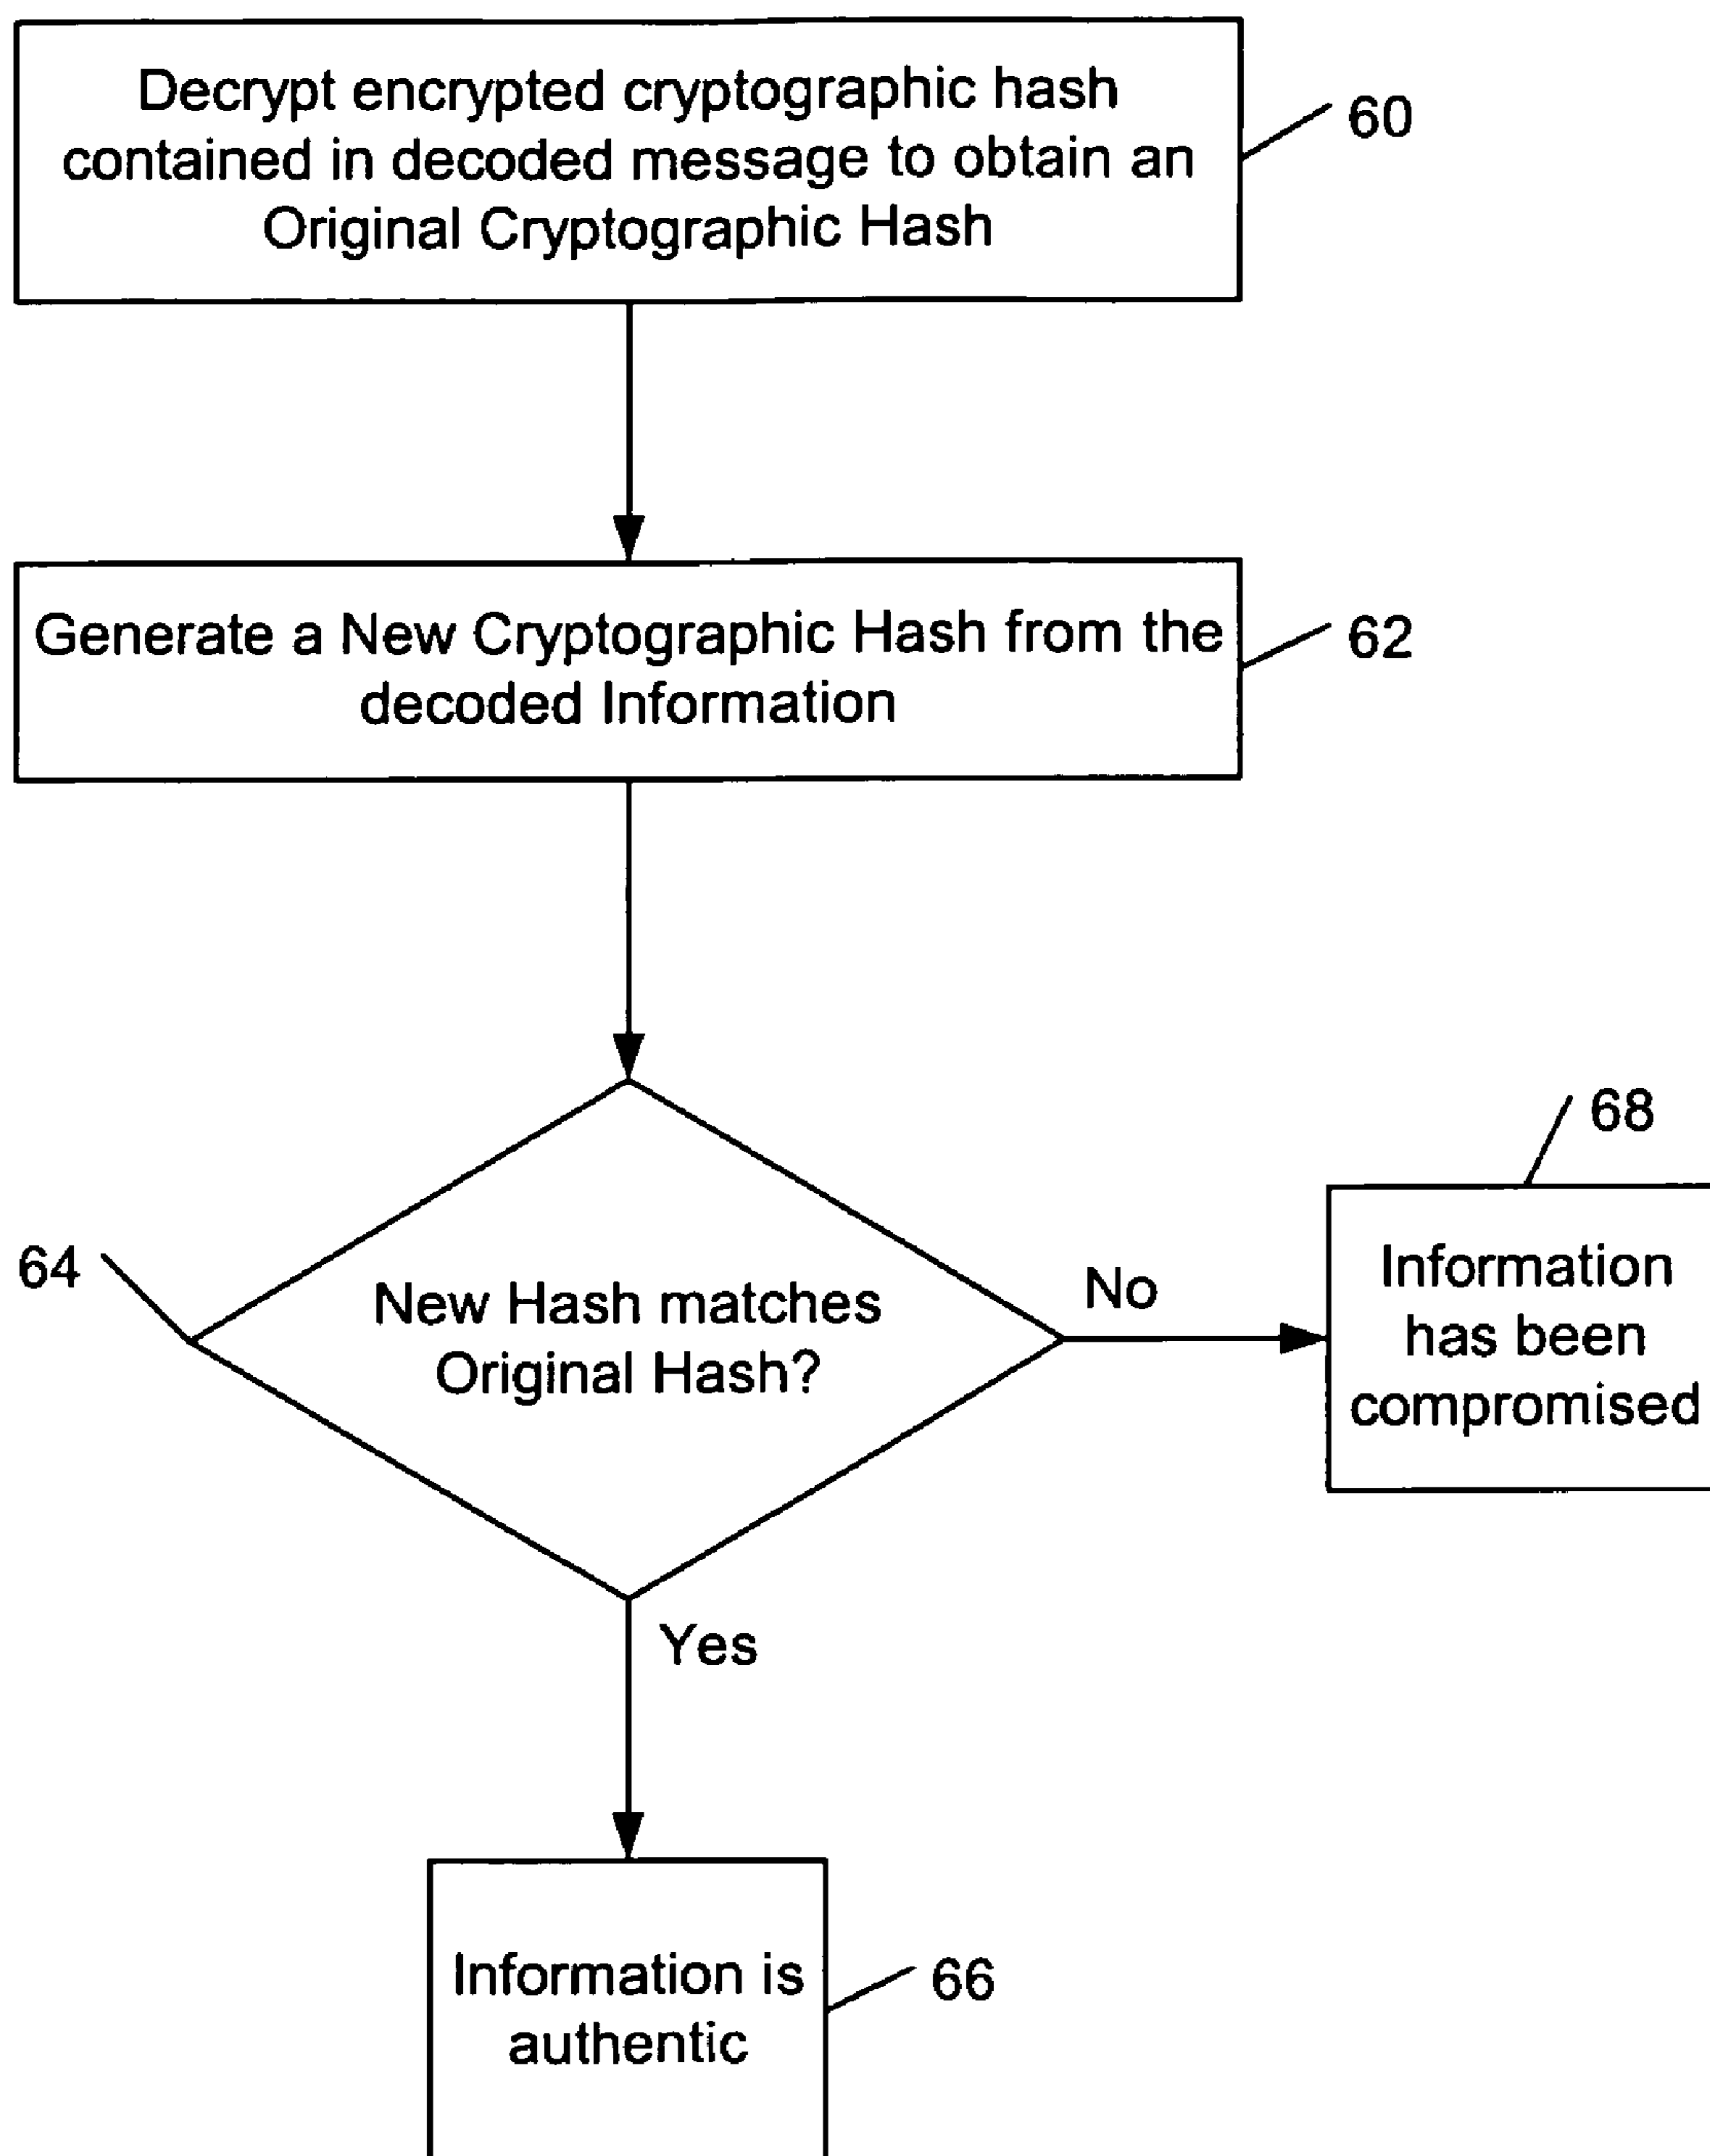 Decrypt encrypted cryptographic hash
contained in decoded message to obtain an
Original Cryptographic Hash
60
Generate a New Cryptographic Hash from the
decoded Information
62
64
New Hash matches
Original Hash?
No
68
Information
has been
compromised
Yes
Information is
authentic
66